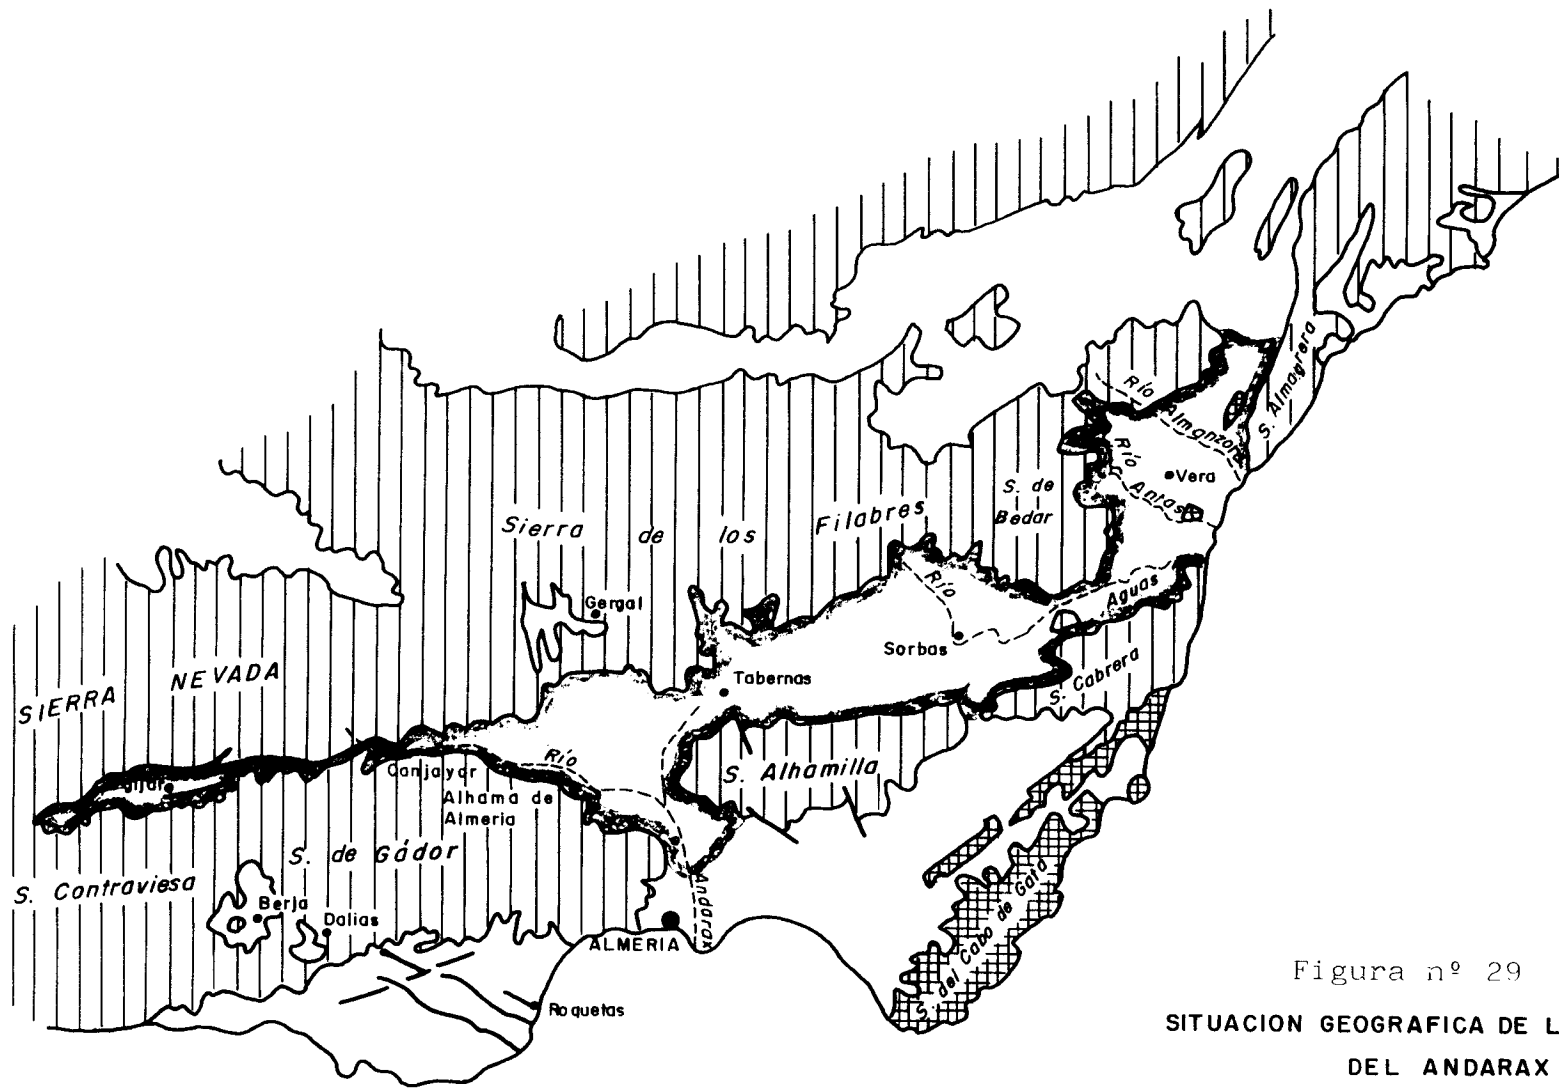 Río Almanzora
S. Almagrera
Río Antas
Vera
S. de
Bedar
Sierra de los Filabres
Río
Aguas
Gergal
Sorbas
S. Cabrera
Tabernas
SIERRA NEVADA
Río
S. Alhamilla
Canjayar
Alhama de
Almeria
S. de Gádor
S. Contraviesa
Berja
Dalias
Andarax
ALMERIA
S. del Cabo de Gata
Roquetas
Figura nº 29
SITUACION GEOGRAFICA DE L
DEL ANDARAX